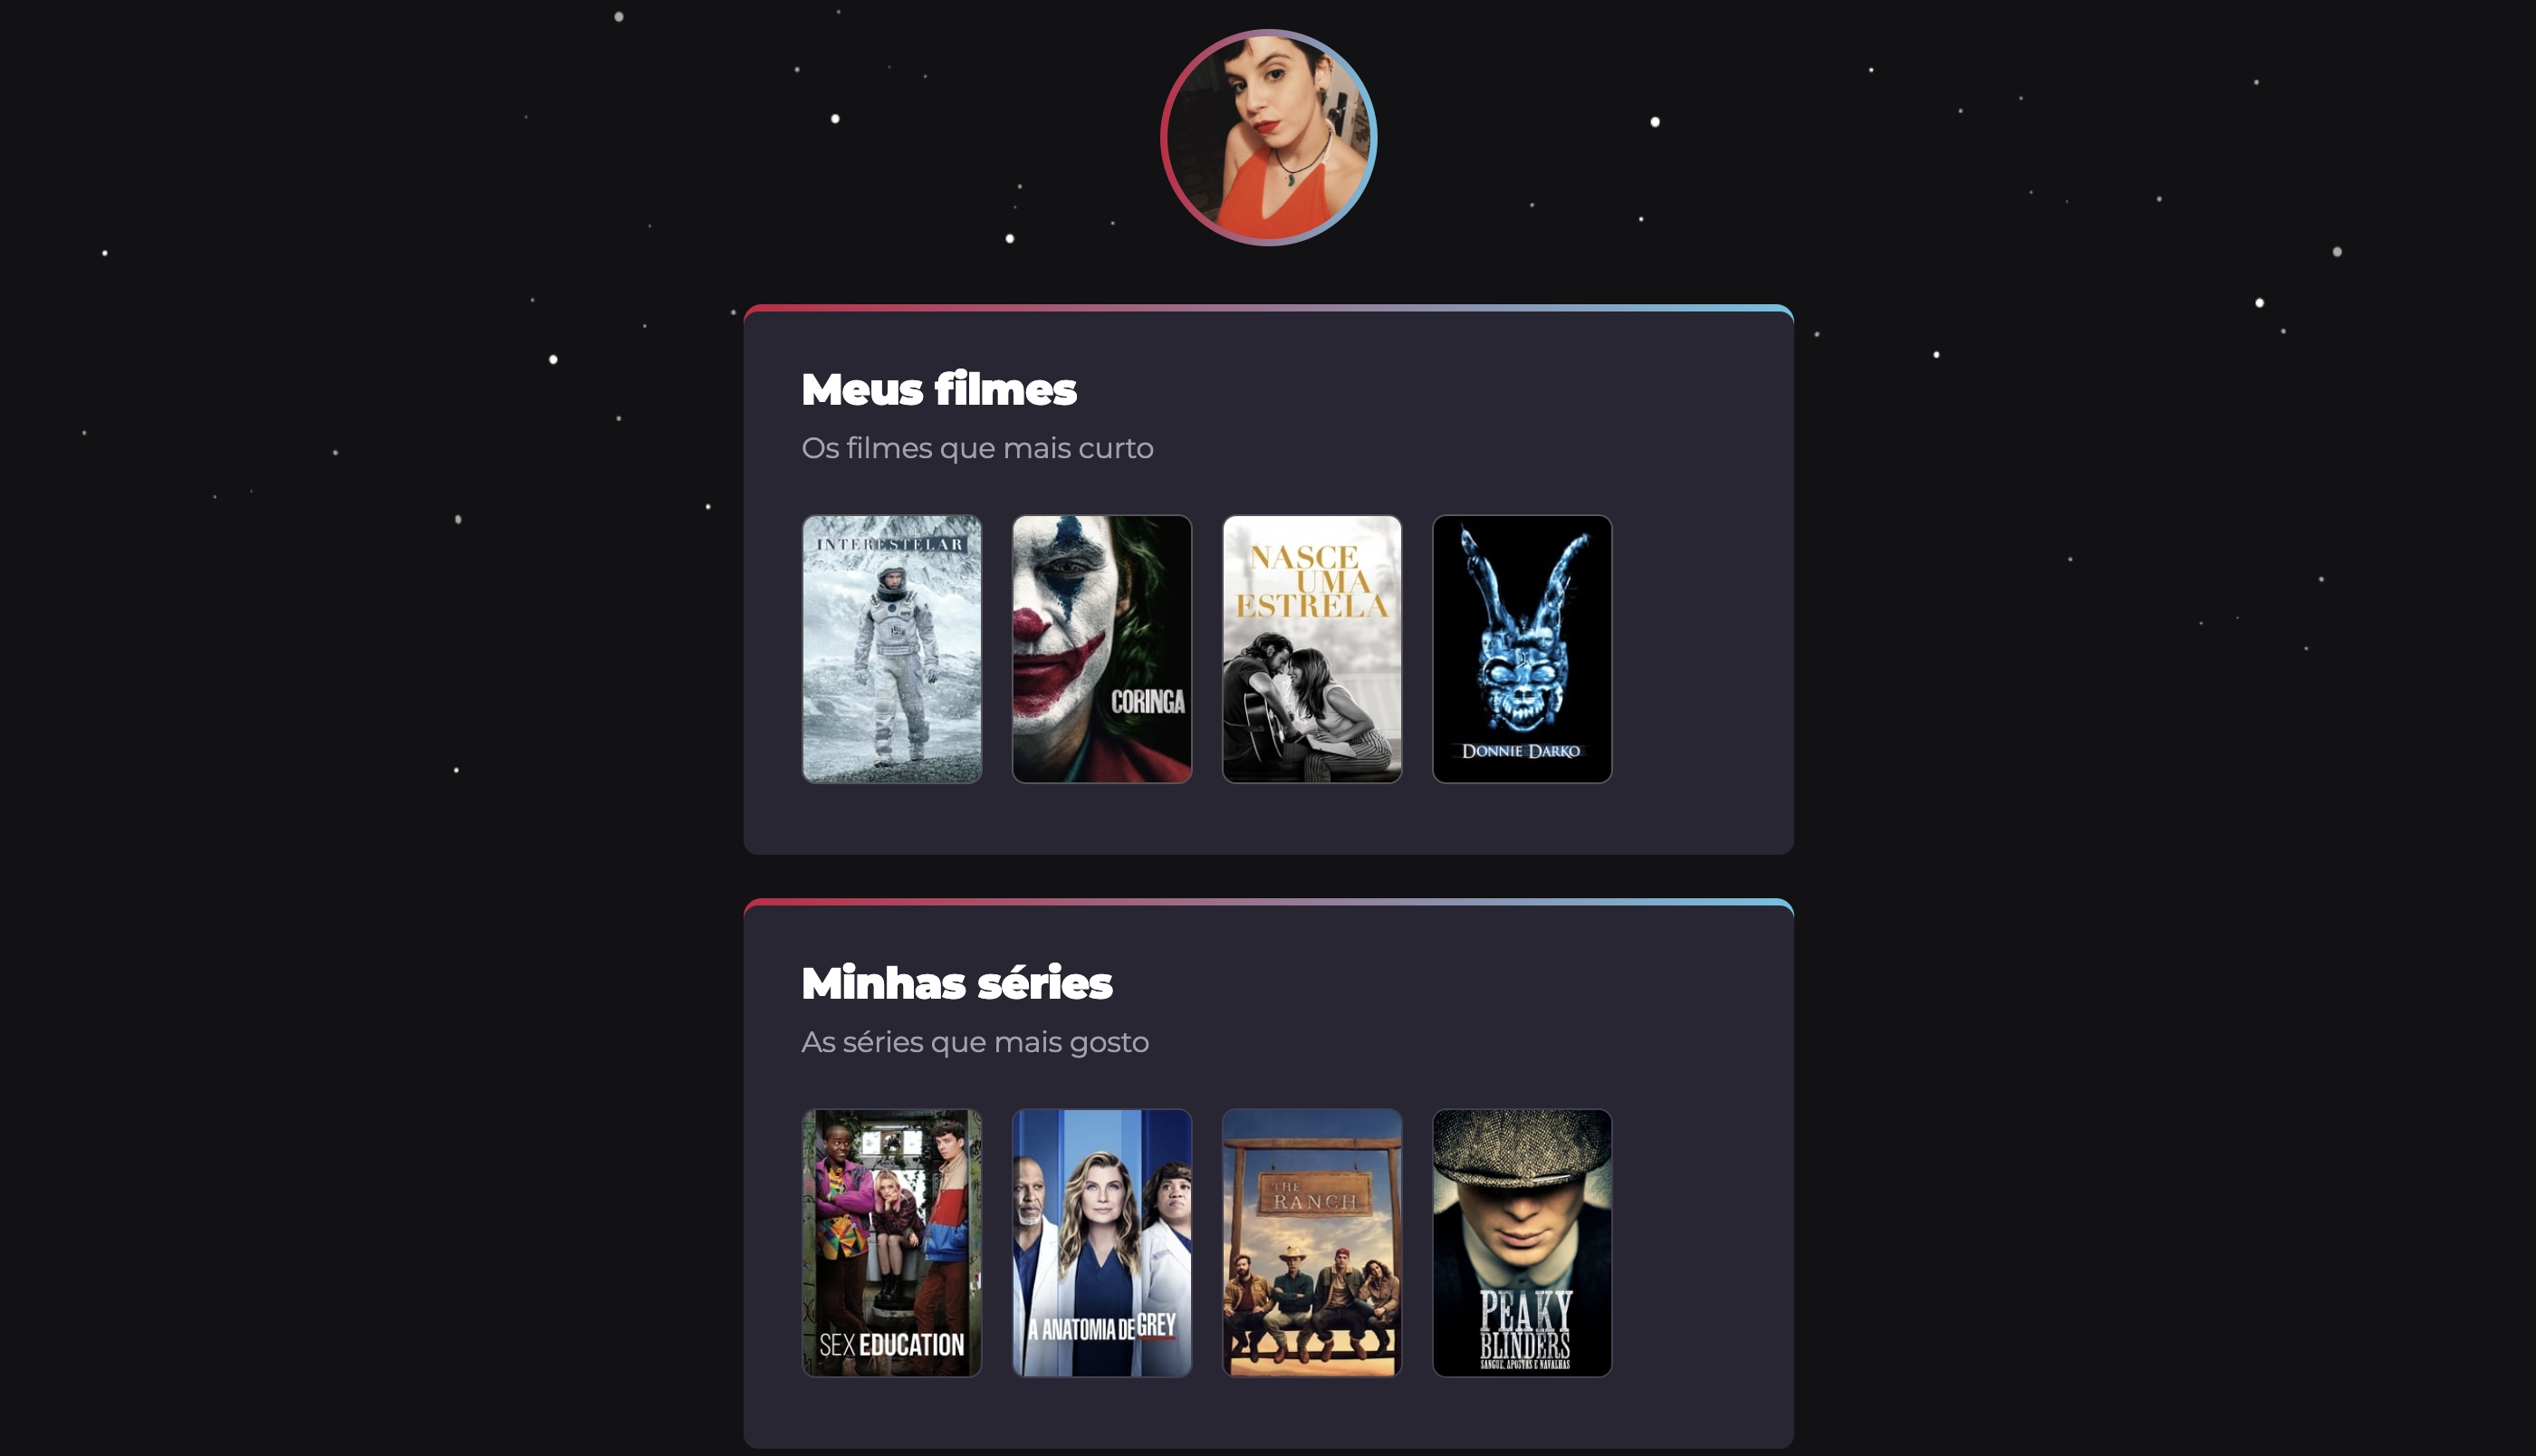 Meus filmes
Os filmes que mais curto
INTERESTELAR
CORINGA
NASCE
UMA
ESTRELA
DONNIE DARKO
Minhas séries
As séries que mais gosto
SEX EDUCATION
A ANATOMIA DE GREY
THE
RANCH
PEAKY
BLINDERS
SANGUE, APOSTAS E NAVALHAS